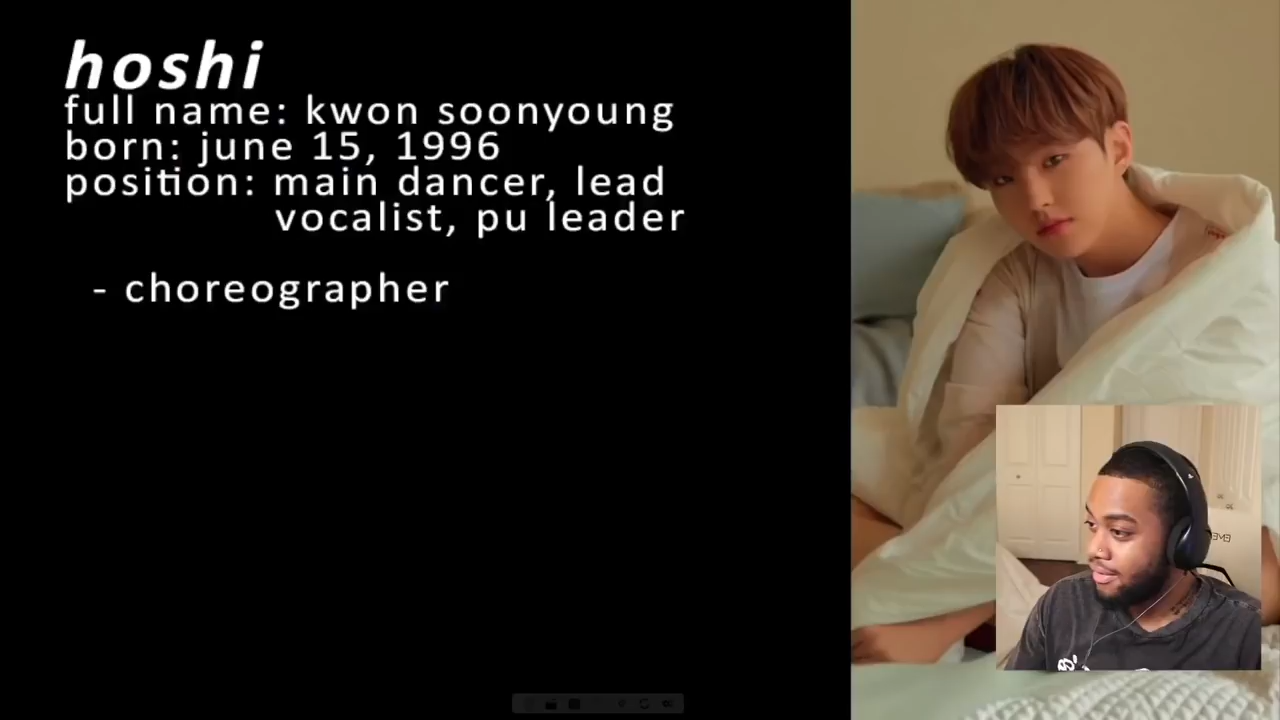 hoshi
full name: kwon soonyoung
born: june 15, 1996
position: main dancer, lead
vocalist, pu leader
- choreographer